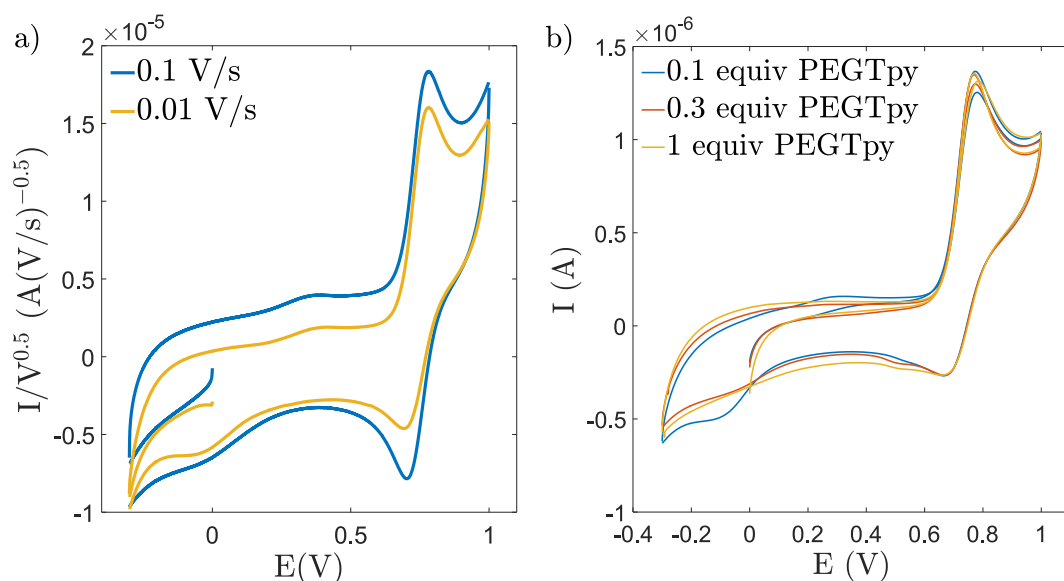 a)
×10⁻⁵
2
0.1 V/s
0.01 V/s
1.5
1
0.5
0
-0.5
-1
I/V⁰·⁵ (A(V/s)⁻⁰·⁵)
0
0.5
1
E(V)
b)
×10⁻⁶
1.5
0.1 equiv PEGTpy
0.3 equiv PEGTpy
1 equiv PEGTpy
1
0.5
0
-0.5
-1
I (A)
-0.4
-0.2
0
0.2
0.4
0.6
0.8
1
E (V)